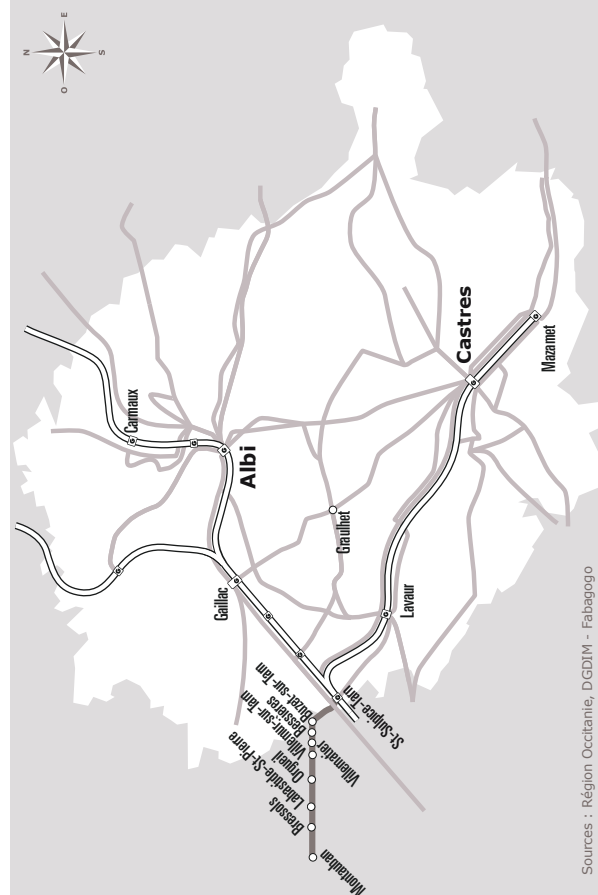 N
E
S
O
Carmaux
Albi
Gaillac
Graulhet
Castres
Mazamet
Lavaur
St-Sulpice-Tarn
Buzet-sur-Tarn
Bessières
Villemur-sur-Tarn
Villematier
Orgueil
Labastide-St-Pierre
Bressols
Montauban
Sources : Région Occitanie, DGDIM - Fabagogo